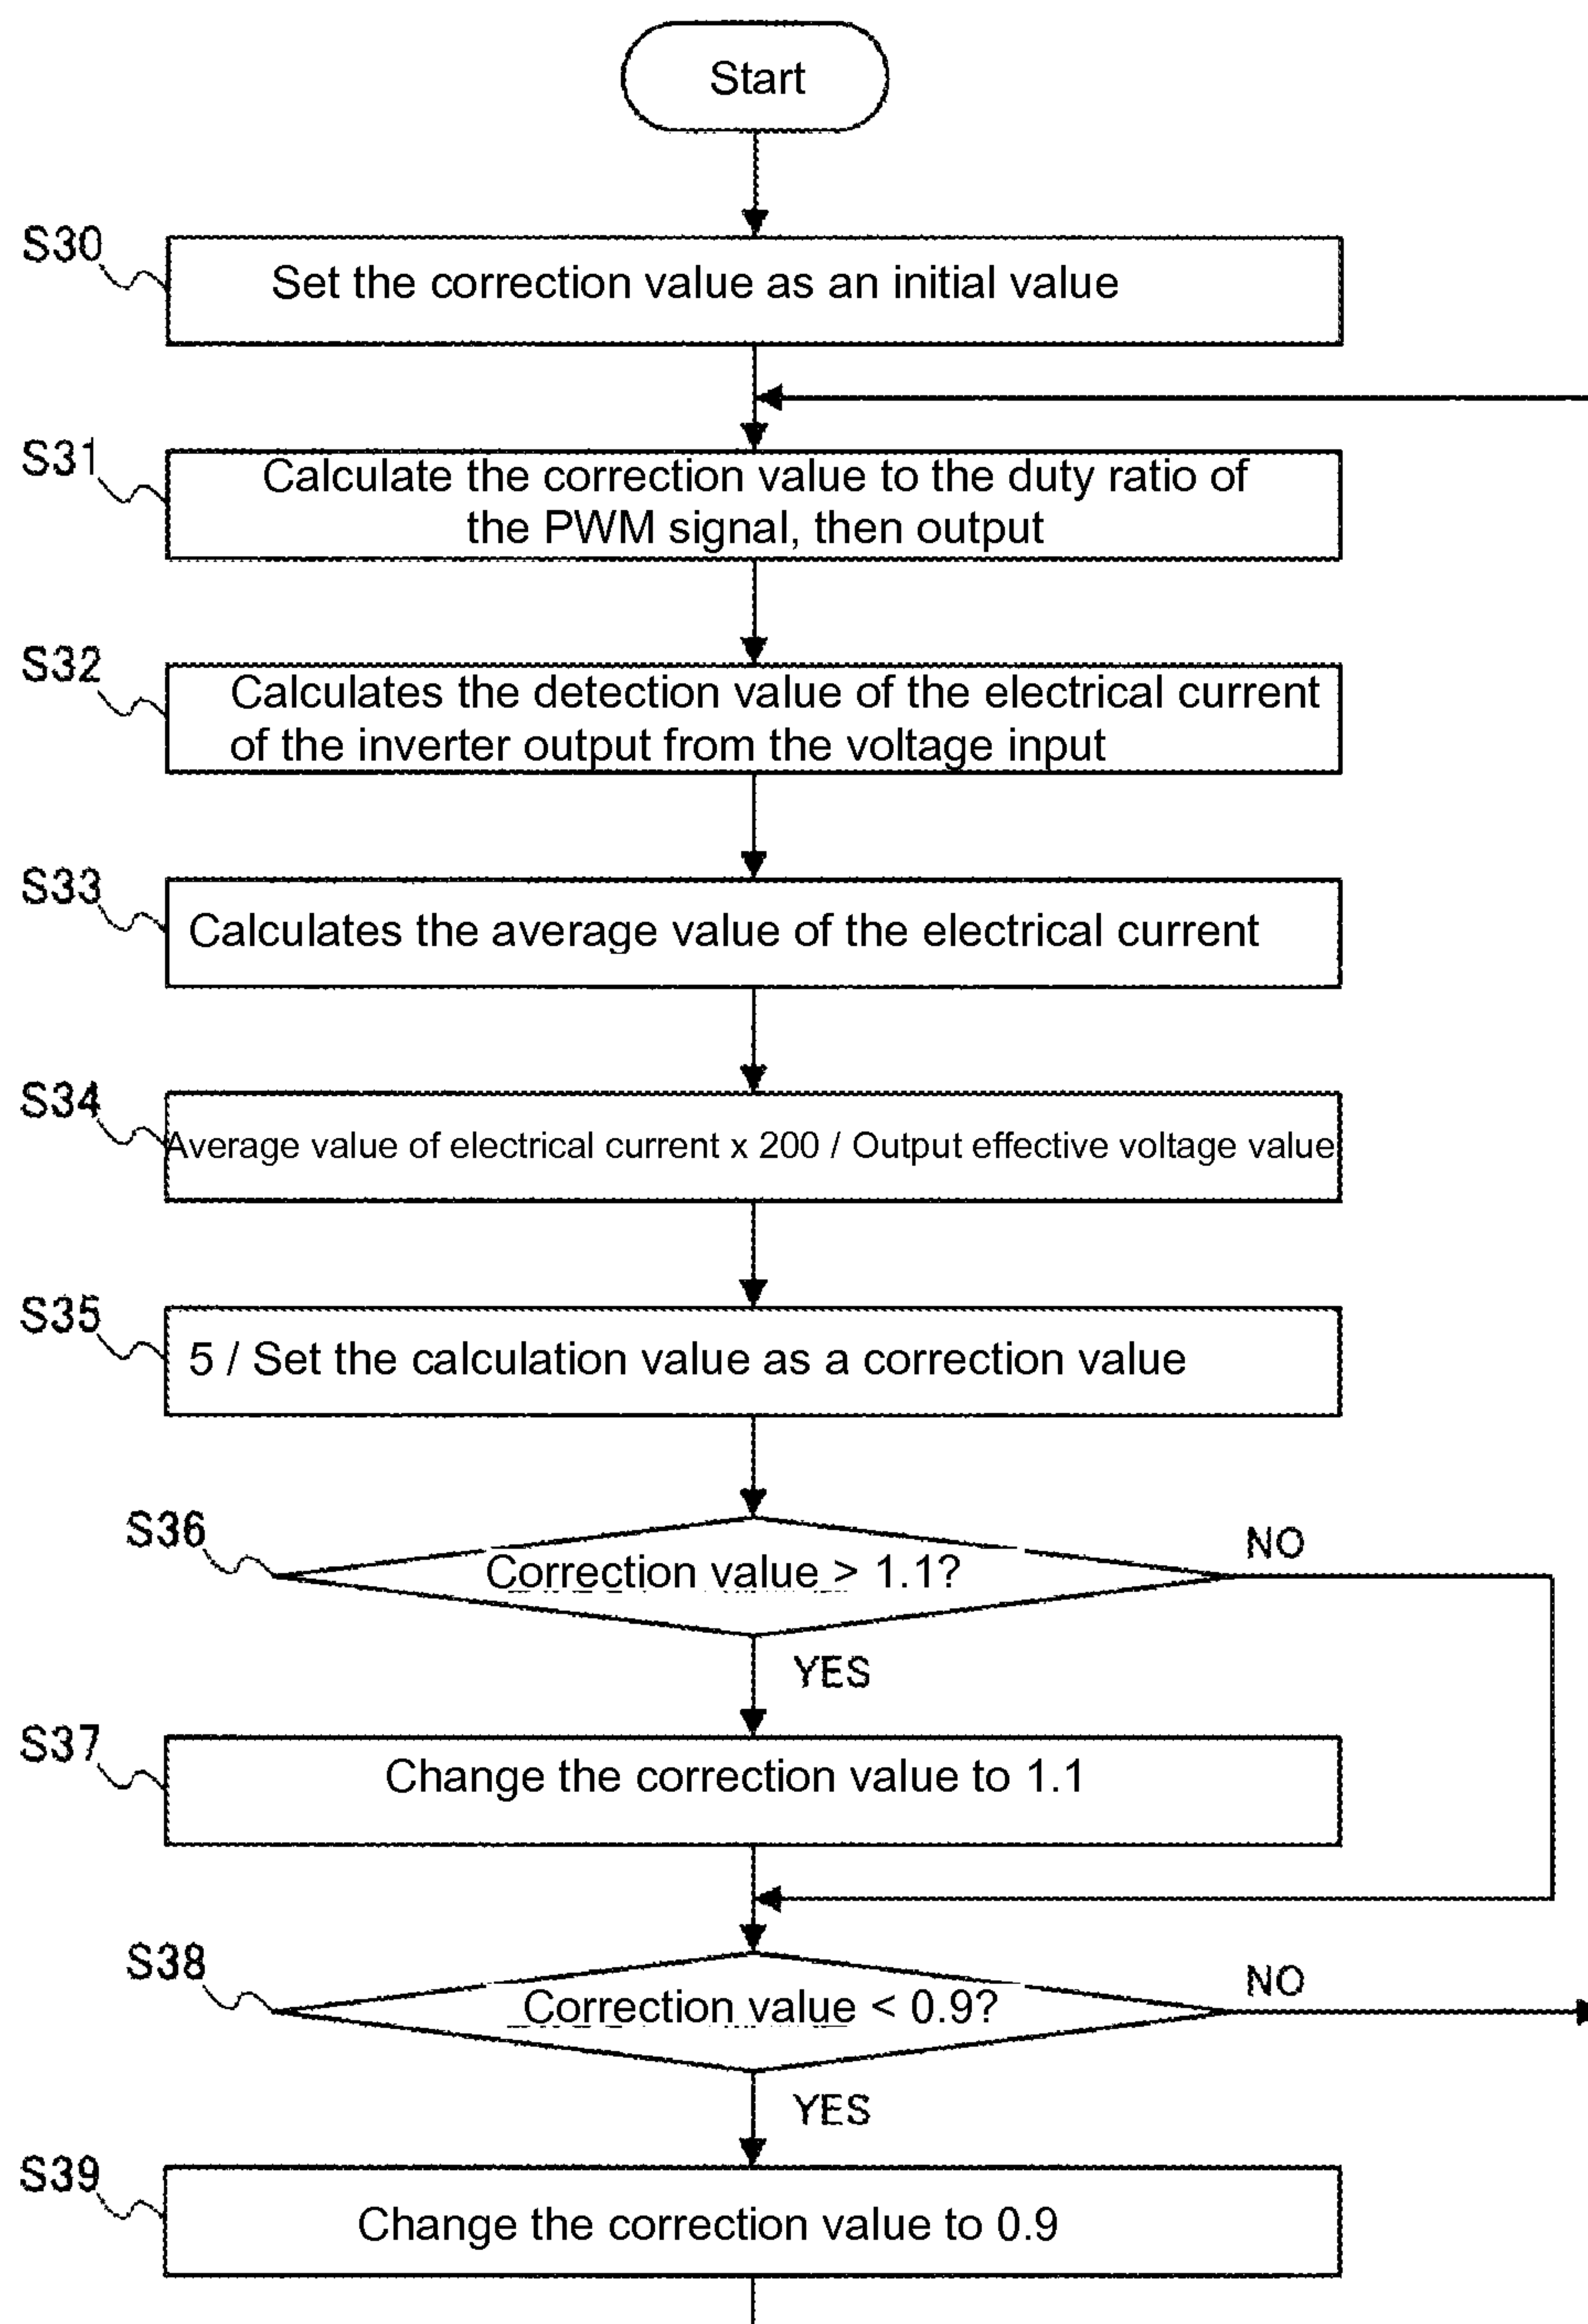 Start
S30
Set the correction value as an initial value
S31
Calculate the correction value to the duty ratio of
the PWM signal, then output
S32
Calculates the detection value of the electrical current
of the inverter output from the voltage input
S33
Calculates the average value of the electrical current
S34
Average value of electrical current x 200 / Output effective voltage value
S35
5 / Set the calculation value as a correction value
S36
Correction value > 1.1?
NO
YES
S37
Change the correction value to 1.1
S38
Correction value < 0.9?
NO
YES
S39
Change the correction value to 0.9